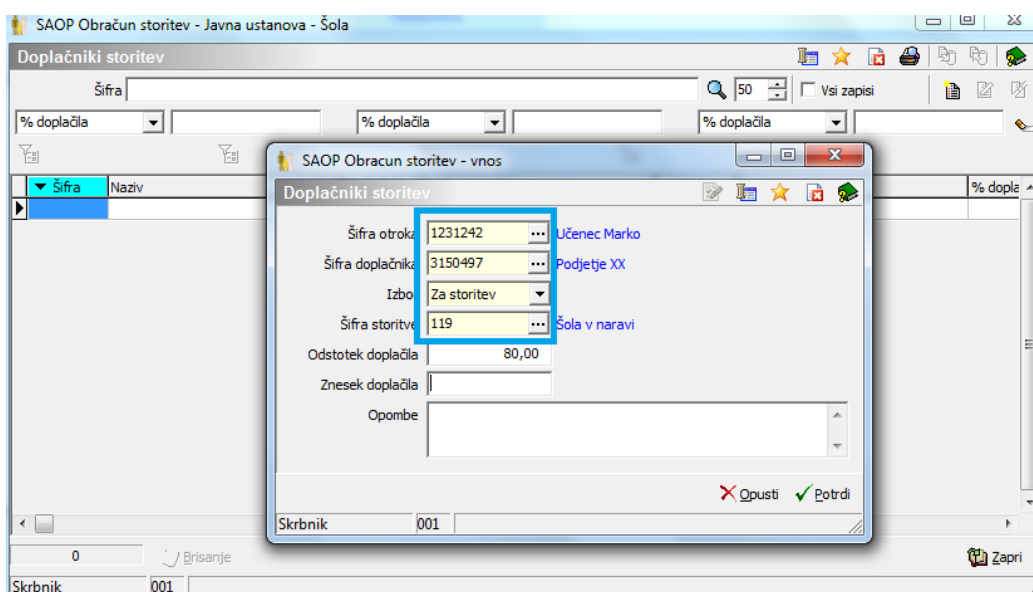 SAOP Obračun storitev - Javna ustanova - Šola
Doplačniki storitev
Šifra 50 Vsi zapisi
% doplačila % doplačila % doplačila
SAOP Obracun storitev - vnos
Šifra Naziv % dopla
Doplačniki storitev
Šifra otroka 1231242 ... Učenec Marko
Šifra doplačnika 3150497 ... Podjetje XX
Izbo Za storitev
Šifra storitve 119 ... Šola v naravi
Odstotek doplačila 80,00
Znesek doplačila
Opombe
Opusti Potrdi
Skrbnik 001
0 Brisanje Zapri
Skrbnik 001